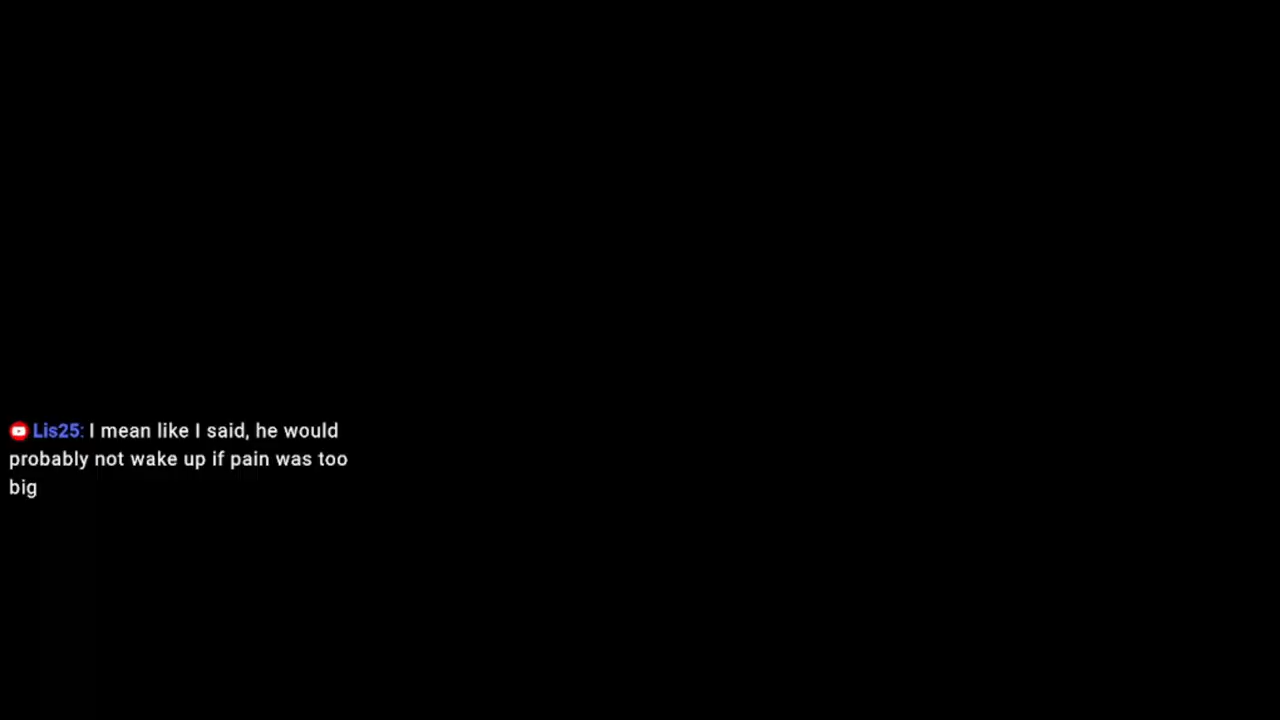 Lis25: I mean like I said, he would
probably not wake up if pain was too
big